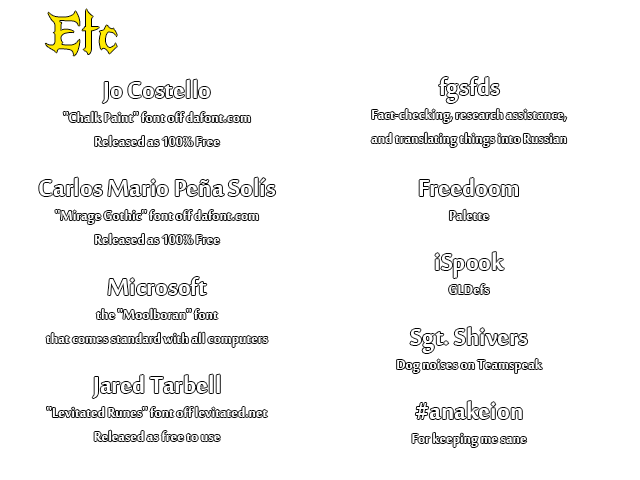 Etc
Jo Costello
"Chalk Paint" font off dafont.com
Released as 100% Free
Carlos Mario Peña Solís
"Mirage Gothic" font off dafont.com
Released as 100% Free
Microsoft
the "Moolboran" font
that comes standard with all computers
Jared Tarbell
"Levitated Runes" font off levitated.net
Released as free to use
fgsfds
Fact-checking, research assistance,
and translating things into Russian
Freedoom
Palette
iSpook
GLDefs
Sgt. Shivers
Dog noises on Teamspeak
#anakeion
For keeping me sane